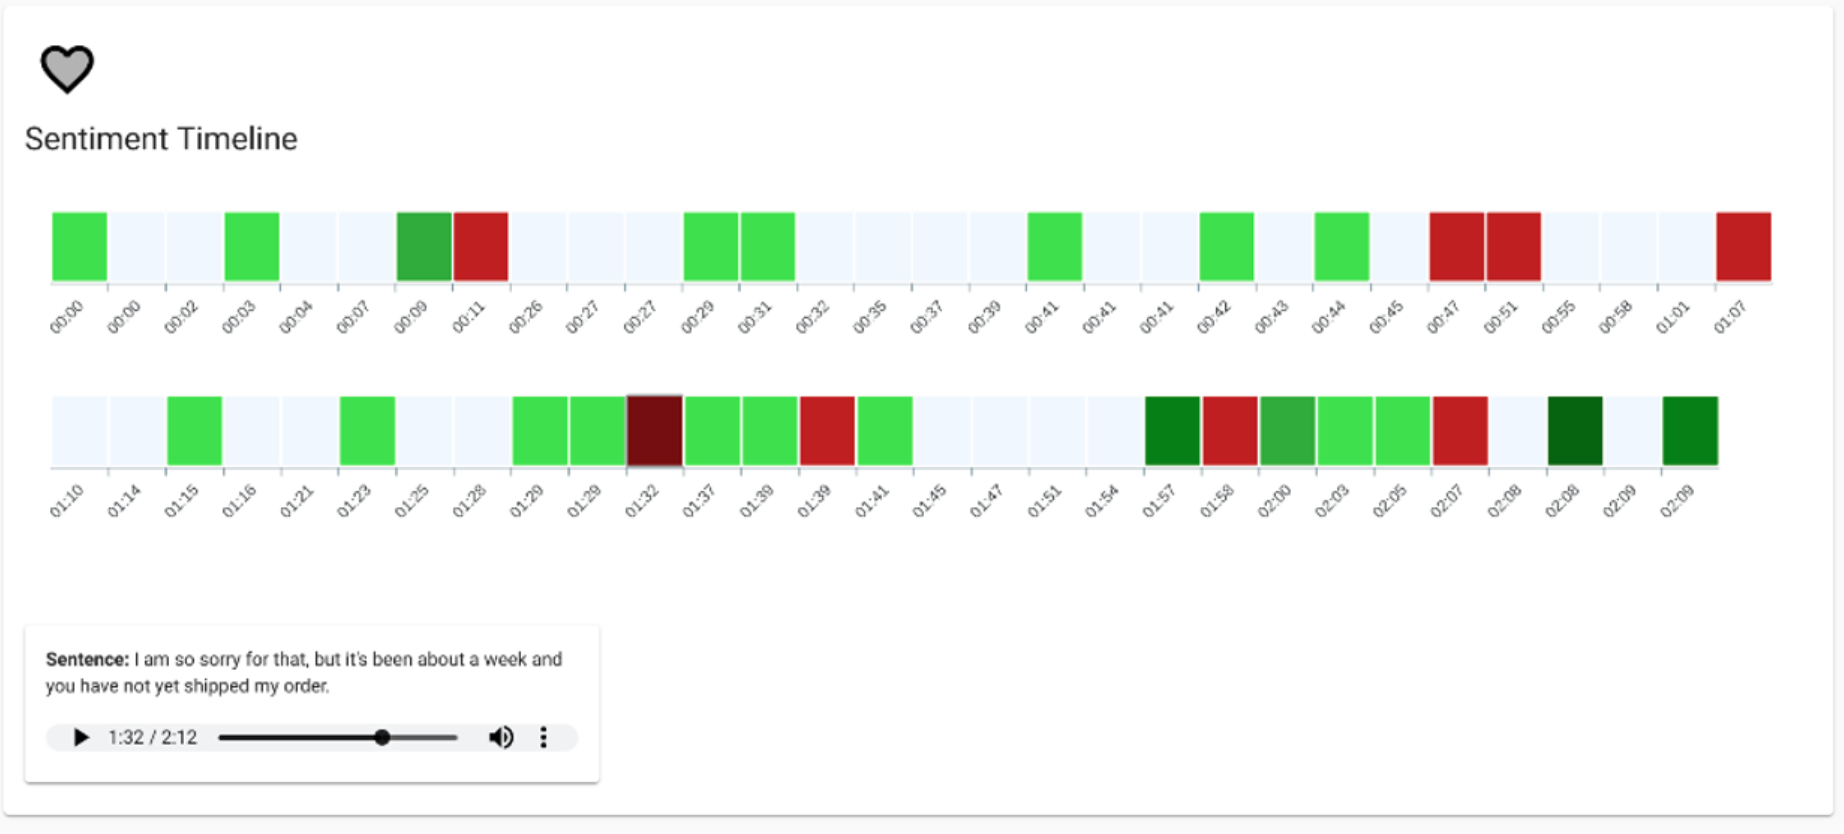 Sentiment Timeline
00:00 00:00 00:02 00:03 00:04 00:07 00:09 00:11 00:26 00:27 00:27 00:29 00:31 00:32 00:35 00:37 00:39 00:41 00:41 00:41 00:42 00:43 00:44 00:45 00:47 00:51 00:55 00:58 01:01 01:07
01:10 01:14 01:15 01:16 01:21 01:23 01:25 01:28 01:29 01:29 01:32 01:37 01:39 01:39 01:41 01:45 01:47 01:51 01:54 01:57 01:58 02:00 02:03 02:05 02:07 02:08 02:08 02:09 02:09
Sentence: I am so sorry for that, but it's been about a week and
you have not yet shipped my order.
1:32 / 2:12